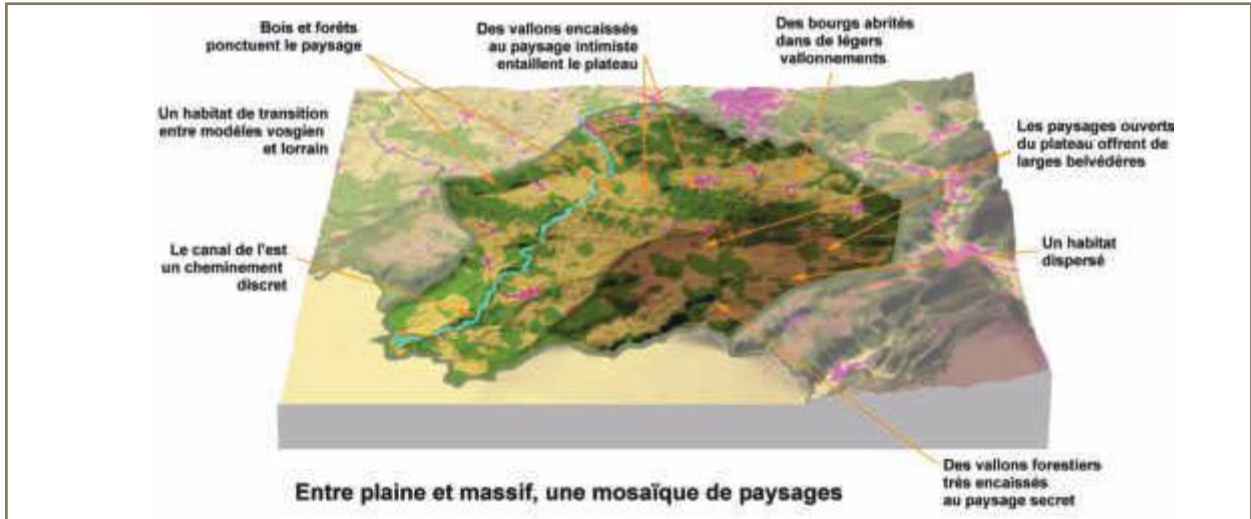 Bois et forêts
ponctuent le paysage
Des vallons encaissés
au paysage intimiste
entaillent le plateau
Des bourgs abrités
dans de légers
vallonnements
Un habitat de transition
entre modèles vosgien
et lorrain
Les paysages ouverts
du plateau offrent de
larges belvédères
Le canal de l'est
un cheminement
discret
Un habitat
dispersé
Des vallons forestiers
trés encaissés
au paysage secret
Entre plaine et massif, une mosaïque de paysages